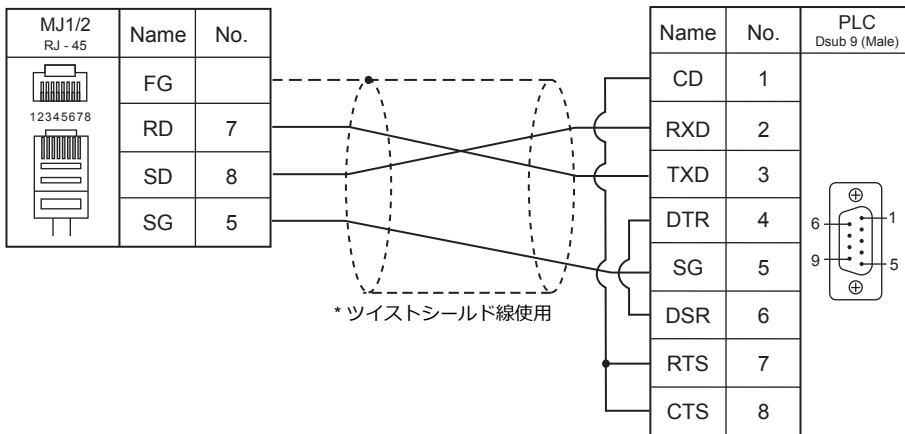 MJ1/2
RJ - 45
Name
No.
12345678
FG
RD
7
SD
8
SG
5
* ツイストシールド線使用
Name
No.
PLC
Dsub 9 (Male)
CD
1
RXD
2
TXD
3
DTR
4
SG
5
DSR
6
RTS
7
CTS
8
6
1
9
5